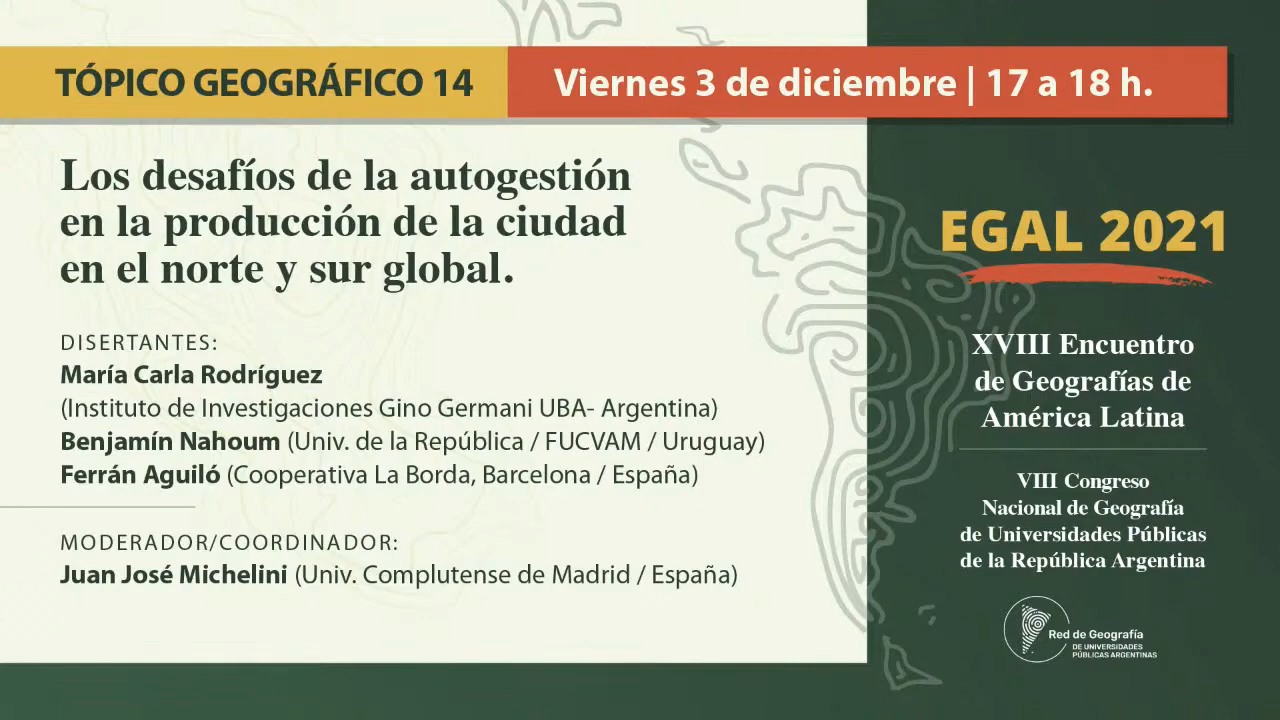 TÓPICO GEOGRÁFICO 14
Viernes 3 de diciembre | 17 a 18 h.
Los desafíos de la autogestión
en la producción de la ciudad
en el norte y sur global.
DISERTANTES:
María Carla Rodríguez
(Instituto de Investigaciones Gino Germani UBA- Argentina)
Benjamín Nahoum (Univ. de la República / FUCVAM / Uruguay)
Ferrán Aguiló (Cooperativa La Borda, Barcelona / España)
MODERADOR/COORDINADOR:
Juan José Michelini (Univ. Complutense de Madrid / España)
EGAL 2021
XVIII Encuentro
de Geografías de
América Latina
VIII Congreso
Nacional de Geografía
de Universidades Públicas
de la República Argentina
Red de Geografía
DE UNIVERSIDADES
PÚBLICAS ARGENTINAS